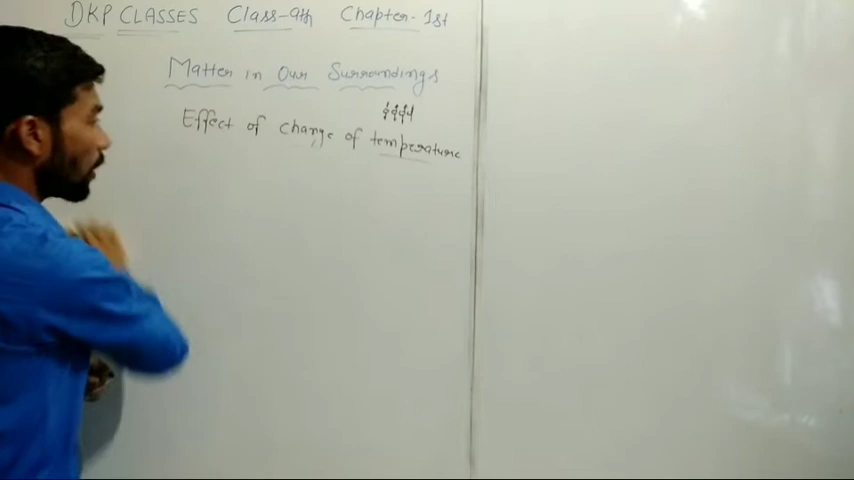 DKP CLASSES Class-9th Chapter-1st
Matter in Our Surroundings
Effect of change of temperature